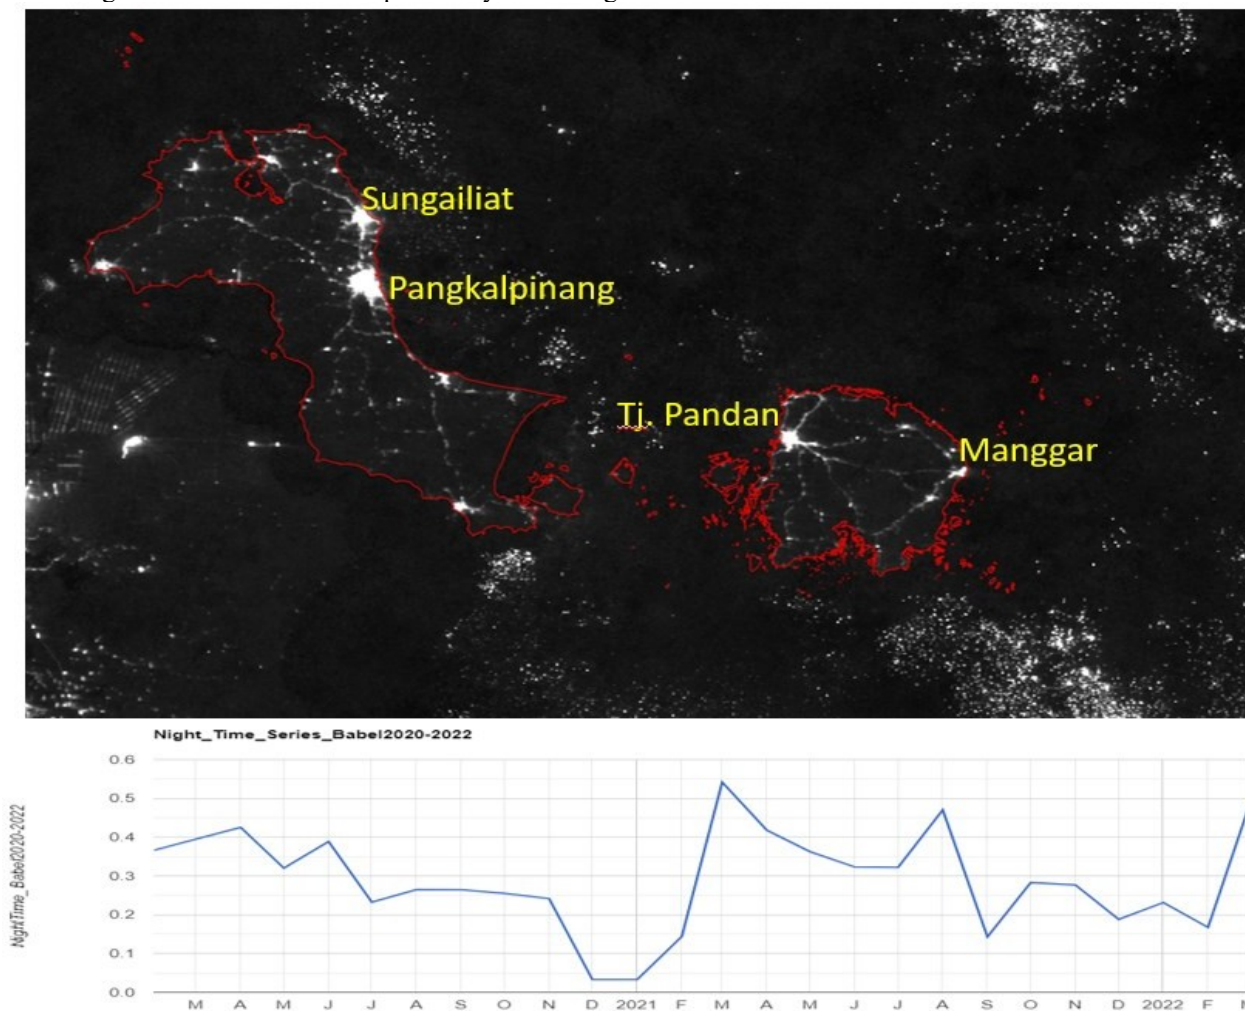 Sungailiat
Pangkalpinang
Tj. Pandan
Manggar
Night_Time_Series_Babel2020-2022
NightTime_Babel2020-2022
0.6
0.5
0.4
0.3
0.2
0.1
0.0
M A M J J A S O N D 2021 F M A M J J A S O N D 2022 F